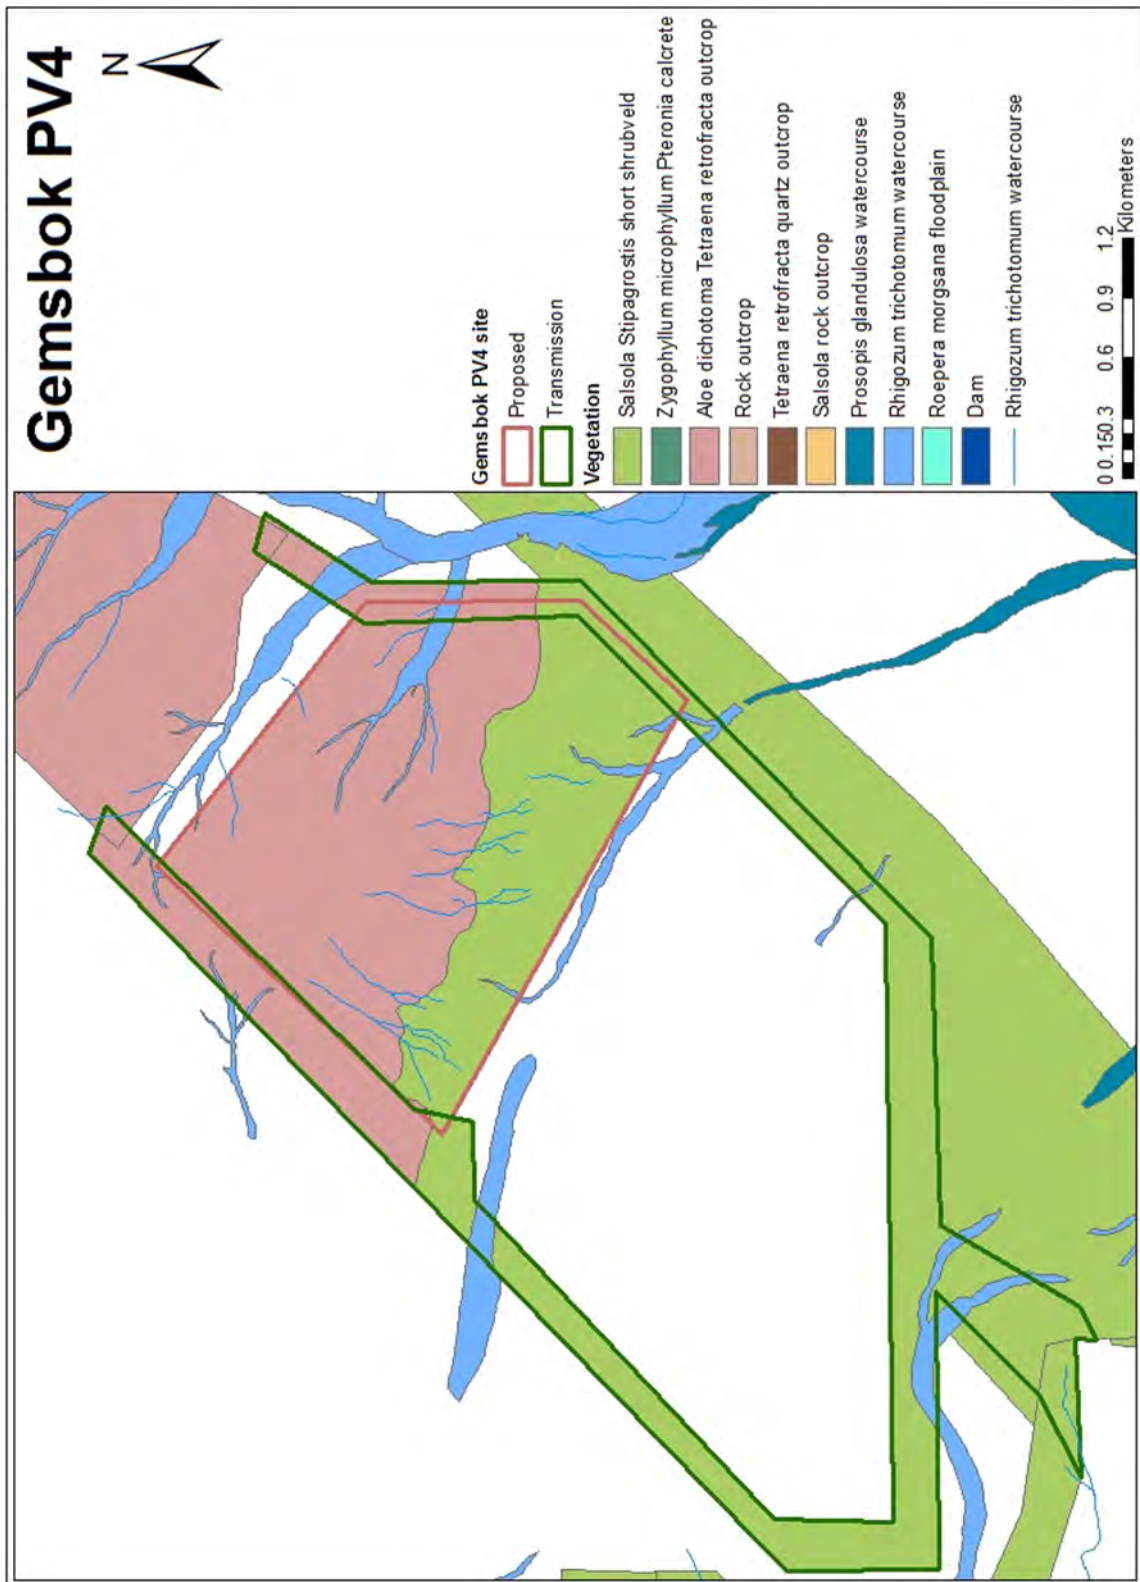 Gemsbok PV4
N
Gemsbok PV4 site
Proposed
Transmission
Vegetation
Salsola Stipagrostis short shrubveld
Zygophyllum microphyllum Pteronia calcrete
Aloe dichotoma Tetraena retrofracta outcrop
Rock outcrop
Tetraena retrofracta quartz outcrop
Salsola rock outcrop
Prosopis glandulosa watercourse
Rhigozum trichotomum watercourse
Roepera morgsana floodplain
Dam
Rhigozum trichotomum watercourse
0 0.150.3 0.6 0.9 1.2
Kilometers